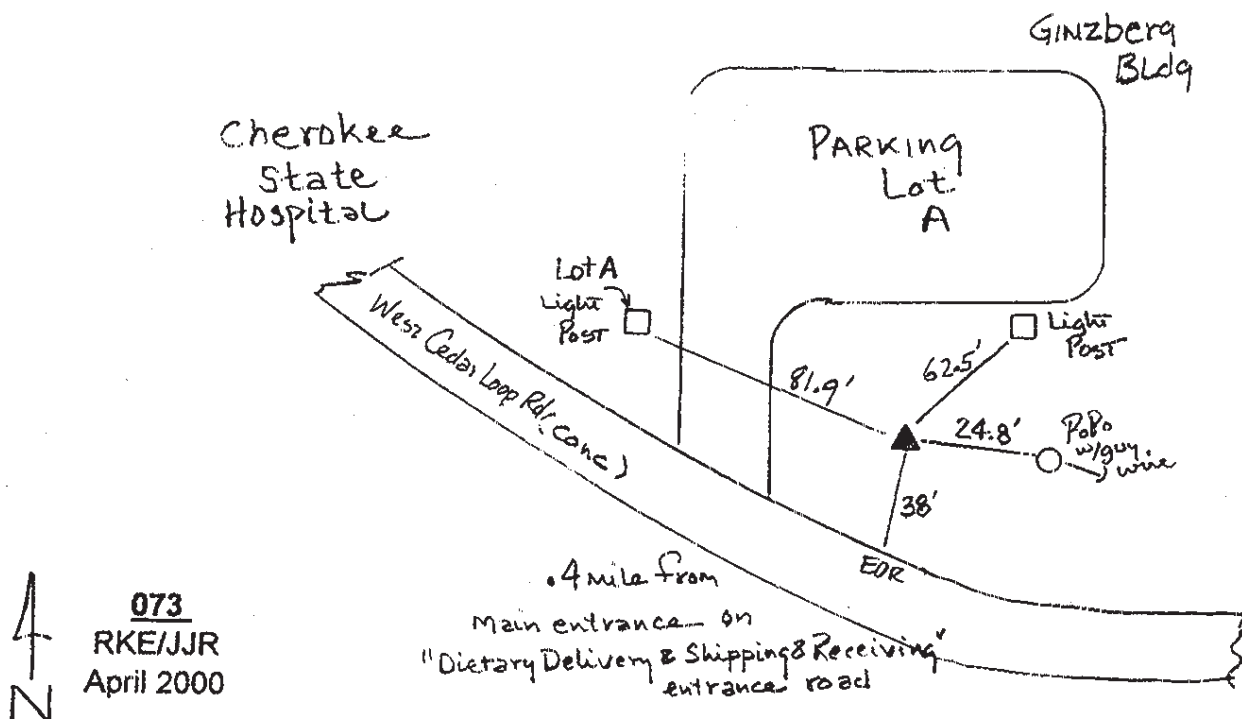 GINZberg
BLdg
Cherokee
State
Hospital
PARKING
Lot
A
Lot A
Light
Post
Light
Post
81.9'
62.5'
24.8'
PoPo
w/guy
wire
38'
West Cedar Loop Rd. (conc)
EOR
.4 mile from
Main entrance on
"Dietary Delivery & Shipping & Receiving"
entrance road
073
RKE/JJR
April 2000
N